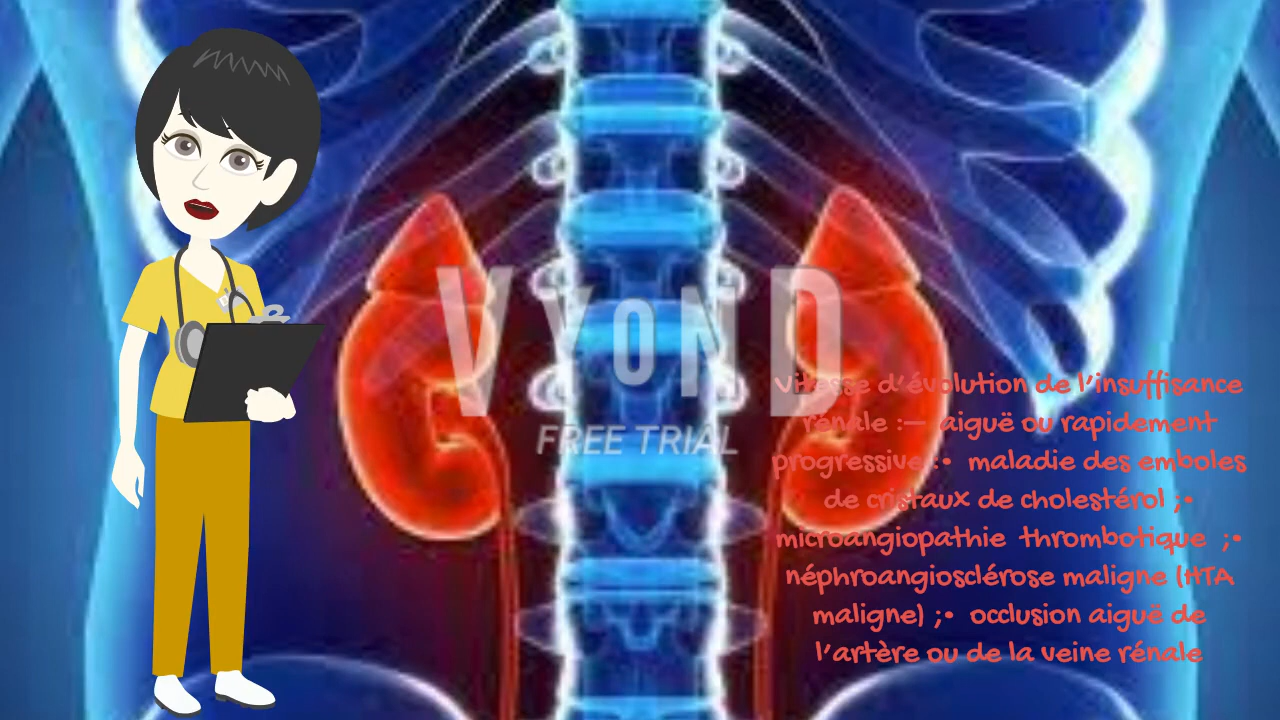 VYOND
FREE TRIAL
Vitesse d'évolution de l'insuffisance
rénale :– aiguë ou rapidement
progressive :• maladie des emboles
de cristaux de cholestérol ;•
microangiopathie thrombotique ;•
néphroangiosclérose maligne (HTA
maligne) ;• occlusion aiguë de
l'artère ou de la veine rénale